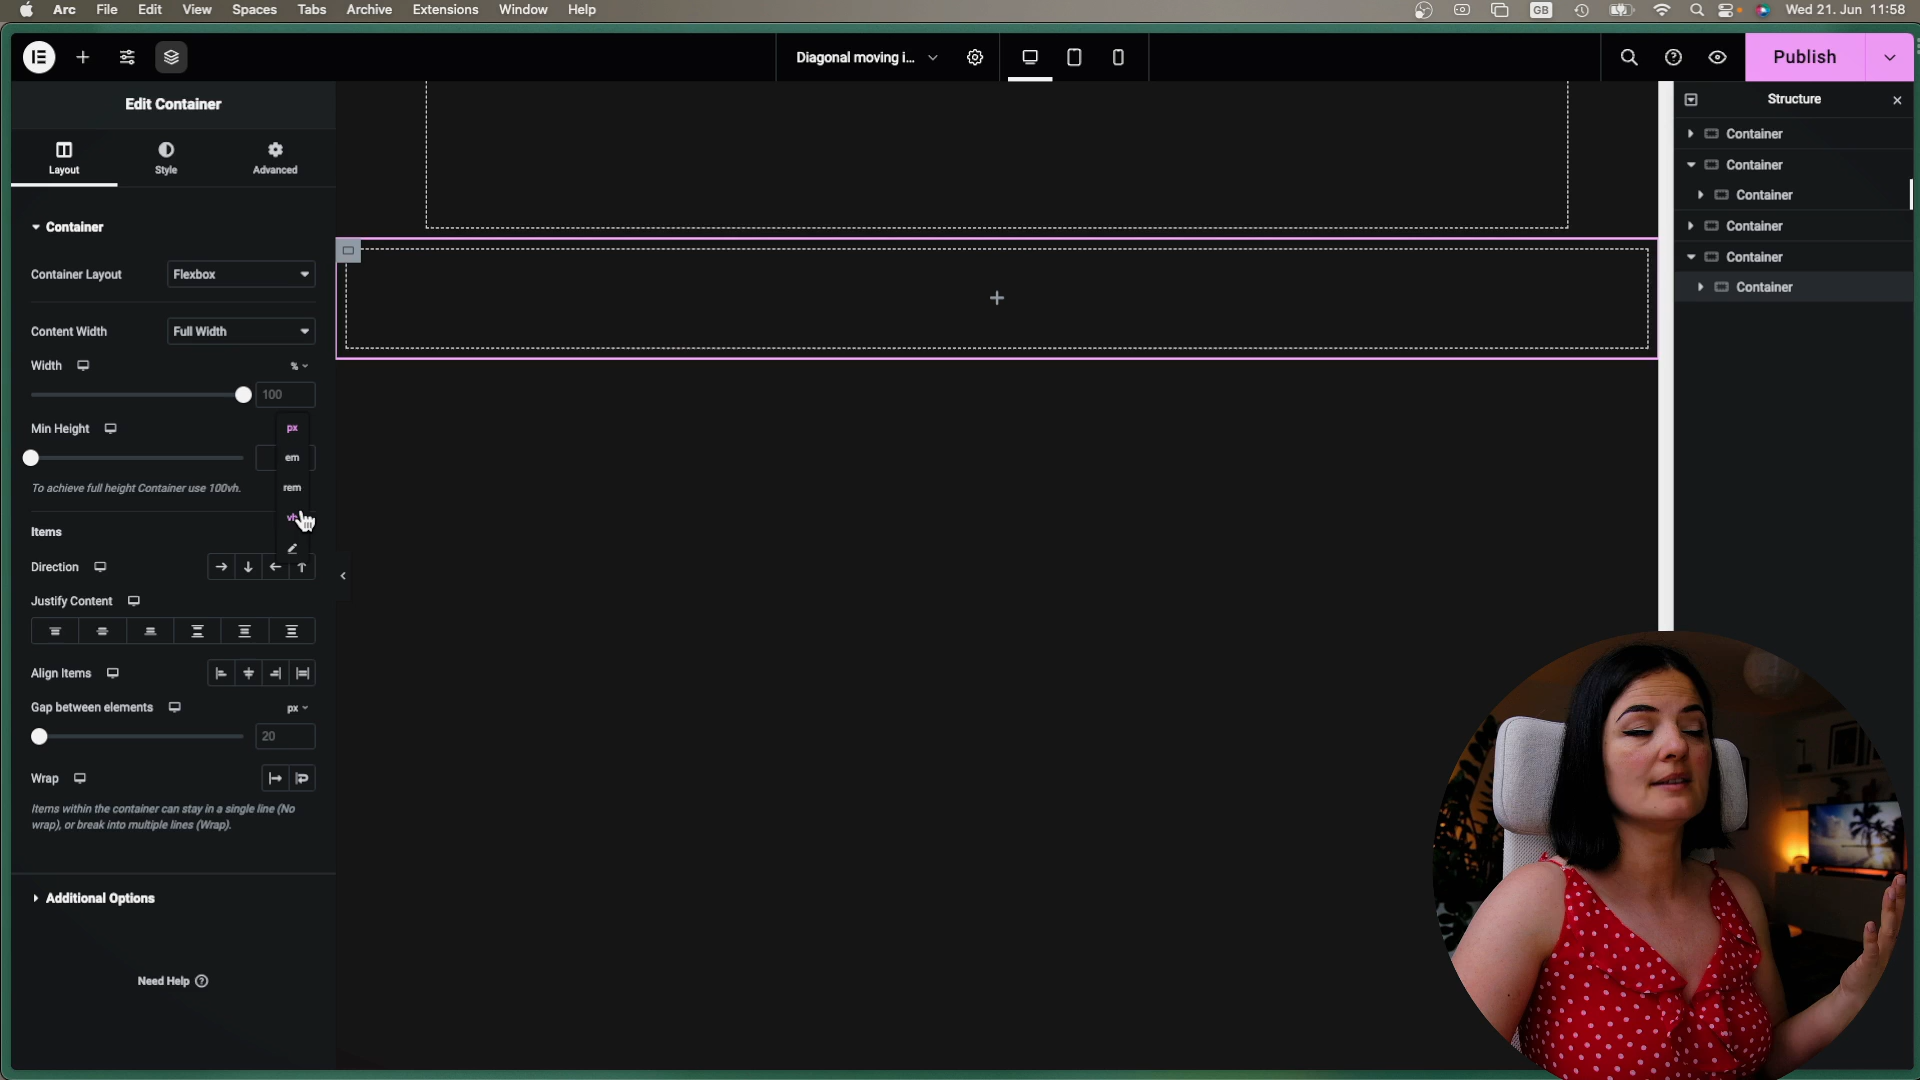 Arc File Edit View Spaces Tabs Archive Extensions Window Help
GB
Wed 21. Jun 11:58
Diagonal moving i...
Publish
Edit Container
Layout
Style
Advanced
Container
Container Layout
Flexbox
Content Width
Full Width
Width
%
100
Min Height
px
em
rem
vh
To achieve full height Container use 100vh.
Items
Direction
Justify Content
Align Items
Gap between elements
px
20
Wrap
Items within the container can stay in a single line (No
wrap), or break into multiple lines (Wrap).
Additional Options
Need Help
Structure
Container
Container
Container
Container
Container
Container